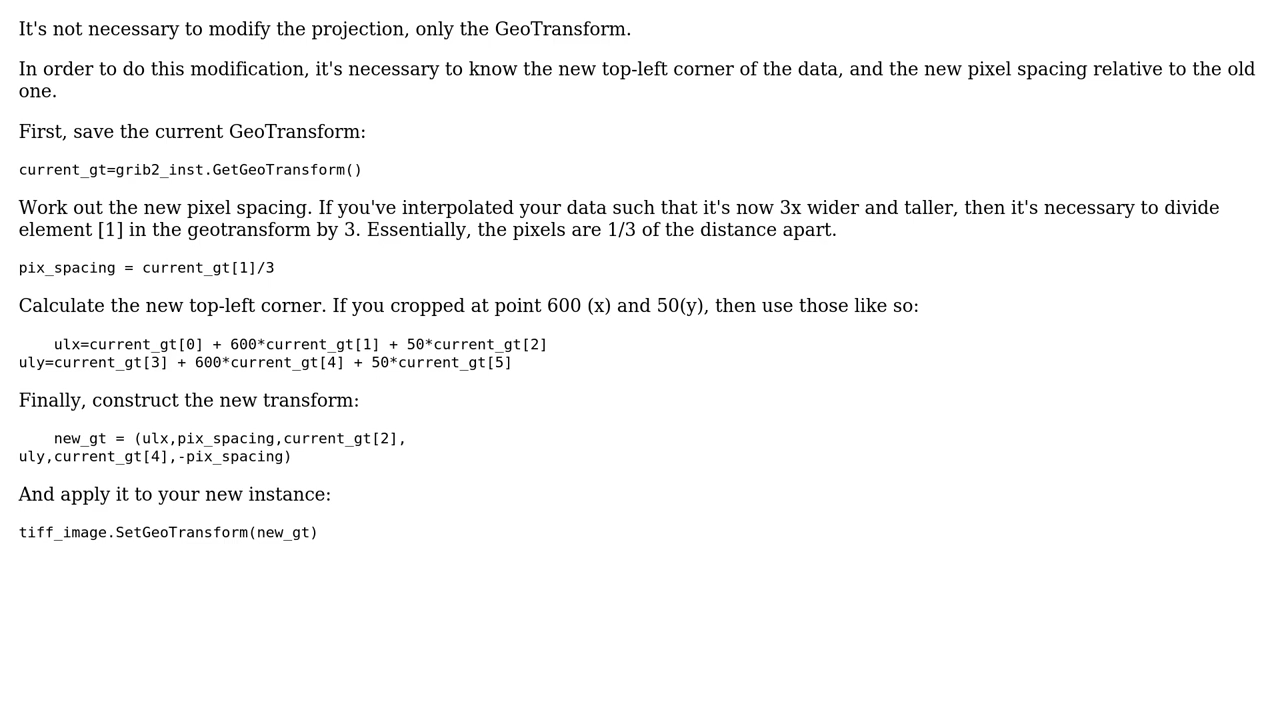 It's not necessary to modify the projection, only the GeoTransform.
In order to do this modification, it's necessary to know the new top-left corner of the data, and the new pixel spacing relative to the old
one.
First, save the current GeoTransform:
current_gt=grib2_inst.GetGeoTransform()
Work out the new pixel spacing. If you've interpolated your data such that it's now 3x wider and taller, then it's necessary to divide
element [1] in the geotransform by 3. Essentially, the pixels are 1/3 of the distance apart.
pix_spacing = current_gt[1]/3
Calculate the new top-left corner. If you cropped at point 600 (x) and 50(y), then use those like so:
    ulx=current_gt[0] + 600*current_gt[1] + 50*current_gt[2]
uly=current_gt[3] + 600*current_gt[4] + 50*current_gt[5]
Finally, construct the new transform:
    new_gt = (ulx,pix_spacing,current_gt[2],
uly,current_gt[4],-pix_spacing)
And apply it to your new instance:
tiff_image.SetGeoTransform(new_gt)